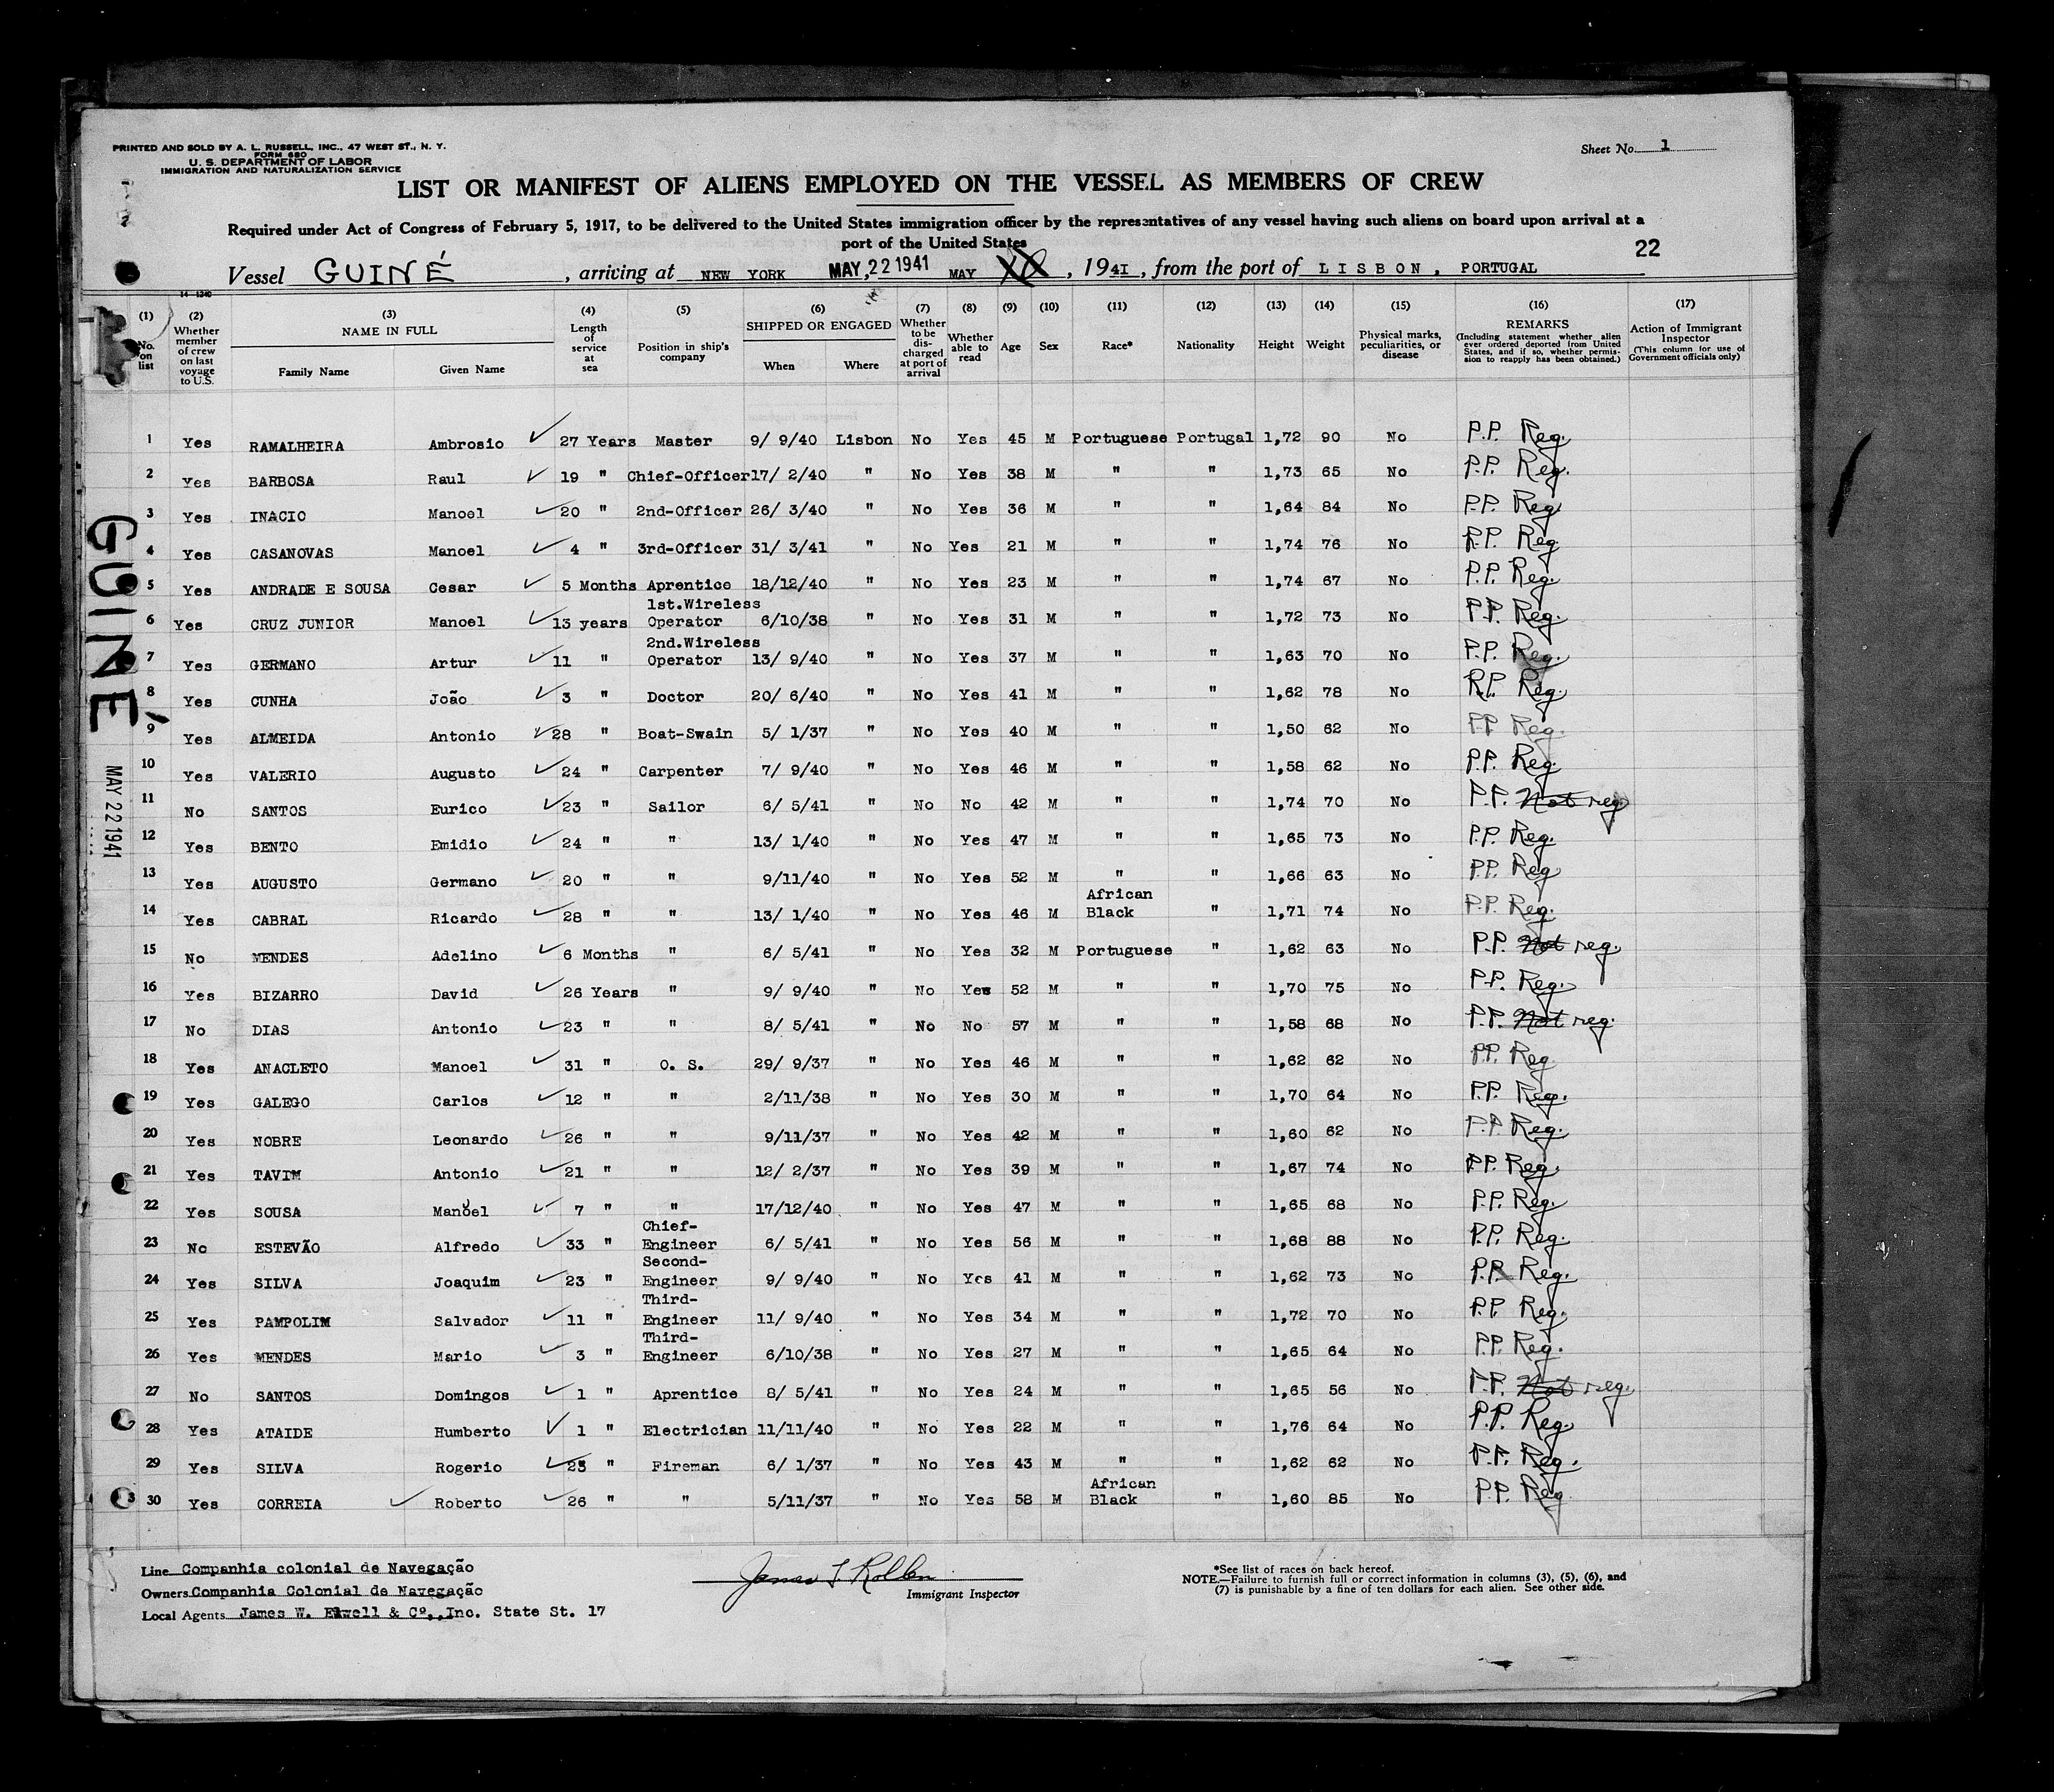 PRINTED AND SOLD BY A. L. RUSSELL, INC., 47 WEST ST., N. Y.
FORM 680
U. S. DEPARTMENT OF LABOR
IMMIGRATION AND NATURALIZATION SERVICE
Sheet No. 1
LIST OR MANIFEST OF ALIENS EMPLOYED ON THE VESSEL AS MEMBERS OF CREW
Required under Act of Congress of February 5, 1917, to be delivered to the United States immigration officer by the representatives of any vessel having such aliens on board upon arrival at a
port of the United States
22
Vessel GUINÉ, arriving at NEW YORK MAY, 22 1941 MAY , 1941, from the port of LISBON, PORTUGAL
(1) No. on list (2) Whether member of crew on last voyage to U.S. (3) NAME IN FULL Family Name Given Name (4) Length of service at sea (5) Position in ship's company (6) SHIPPED OR ENGAGED When Where (7) Whether to be discharged at port of arrival (8) Whether able to read (9) Age (10) Sex (11) Race* (12) Nationality (13) Height (14) Weight (15) Physical marks, peculiarities, or disease (16) REMARKS (Including statement whether alien ever ordered deported from United States, and if so, whether permission to reapply has been obtained.) (17) Action of Immigrant Inspector (This column for use of Government officials only)
1 Yes RAMALHEIRA Ambrosio 27 Years Master 9/ 9/40 Lisbon No Yes 45 M Portuguese Portugal 1,72 90 No P.P. Reg.
2 Yes BARBOSA Raul 19 " Chief-Officer 17/ 2/40 " No Yes 38 M " " 1,73 65 No P.P. Reg.
3 Yes INACIO Manoel 20 " 2nd-Officer 26/ 3/40 " No Yes 36 M " " 1,64 84 No P.P. Reg
4 Yes CASANOVAS Manoel 4 " 3rd-Officer 31/ 3/41 " No Yes 21 M " " 1,74 76 No P.P. Reg
5 Yes ANDRADE E SOUSA Cesar 5 Months Aprentice 18/12/40 " No Yes 23 M " " 1,74 67 No P.P. Reg.
6 Yes CRUZ JUNIOR Manoel 13 years 1st.Wireless Operator 6/10/38 " No Yes 31 M " " 1,72 73 No P.P. Reg.
7 Yes GERMANO Artur 11 " 2nd.Wireless Operator 13/ 9/40 " No Yes 37 M " " 1,63 70 No P.P. Reg.
8 Yes CUNHA João 3 " Doctor 20/ 6/40 " No Yes 41 M " " 1,62 78 No P.P. Reg.
9 Yes ALMEIDA Antonio 28 " Boat-Swain 5/ 1/37 " No Yes 40 M " " 1,50 62 No P.P Reg.
10 Yes VALERIO Augusto 24 " Carpenter 7/ 9/40 " No Yes 46 M " " 1,58 62 No P.P. Reg
11 No SANTOS Eurico 23 " Sailor 6/ 5/41 " No No 42 M " " 1,74 70 No P.P. Not reg
12 Yes BENTO Emidio 24 " " 13/ 1/40 " No Yes 47 M " " 1,65 73 No P.P. Reg.
13 Yes AUGUSTO Germano 20 " " 9/11/40 " No Yes 52 M " " 1,66 63 No P.P. Reg
14 Yes CABRAL Ricardo 28 " " 13/ 1/40 " No Yes 46 M African Black " 1,71 74 No P.P. Reg.
15 No MENDES Adelino 6 Months " 6/ 5/41 " No Yes 32 M Portuguese " 1,62 63 No P.P. Not reg.
16 Yes BIZARRO David 26 Years " 9/ 9/40 " No Yes 52 M " " 1,70 75 No P.P. Reg.
17 No DIAS Antonio 23 " " 8/ 5/41 " No No 57 M " " 1,58 68 No P.P. Not reg.
18 Yes ANACLETO Manoel 31 " O. S. 29/ 9/37 " No Yes 46 M " " 1,62 62 No P.P. Reg
19 Yes GALEGO Carlos 12 " " 2/11/38 " No Yes 30 M " " 1,70 64 No P.P. Reg.
20 Yes NOBRE Leonardo 26 " " 9/11/37 " No Yes 42 M " " 1,60 62 No P.P. Reg.
21 Yes TAVIM Antonio 21 " " 12/ 2/37 " No Yes 39 M " " 1,67 74 No P.P. Reg.
22 Yes SOUSA Manoel 7 " " 17/12/40 " No Yes 47 M " " 1,65 68 No P.P. Reg.
23 No ESTEVÃO Alfredo 33 " Chief-Engineer 6/ 5/41 " No Yes 56 M " " 1,68 88 No P.P. Reg.
24 Yes SILVA Joaquim 23 " Second-Engineer 9/ 9/40 " No Yes 41 M " " 1,62 73 No P.P. Reg.
25 Yes PAMPOLIM Salvador 11 " Third-Engineer 11/ 9/40 " No Yes 34 M " " 1,72 70 No P.P. Reg.
26 Yes MENDES Mario 3 " Third-Engineer 6/10/38 " No Yes 27 M " " 1,65 64 No P.P. Reg.
27 No SANTOS Domingos 1 " Aprentice 8/ 5/41 " No Yes 24 M " " 1,65 56 No P.P. Not reg.
28 Yes ATAIDE Humberto 1 " Electrician 11/11/40 " No Yes 22 M " " 1,76 64 No P.P. Reg
29 Yes SILVA Rogerio 23 " Fireman 6/ 1/37 " No Yes 43 M " " 1,62 62 No P.P. Reg.
30 Yes CORREIA Roberto 26 " " 5/11/37 " No Yes 58 M African Black " 1,60 85 No P.P. Reg
GUINÉ
MAY 22 1941
Line Companhia colonial de Navegação
Owners Companhia Colonial de Navegação
Local Agents James W. Elwell & Co., Inc. State St. 17
Immigrant Inspector
*See list of races on back hereof.
NOTE.—Failure to furnish full or correct information in columns (3), (5), (6), and
(7) is punishable by a fine of ten dollars for each alien. See other side.